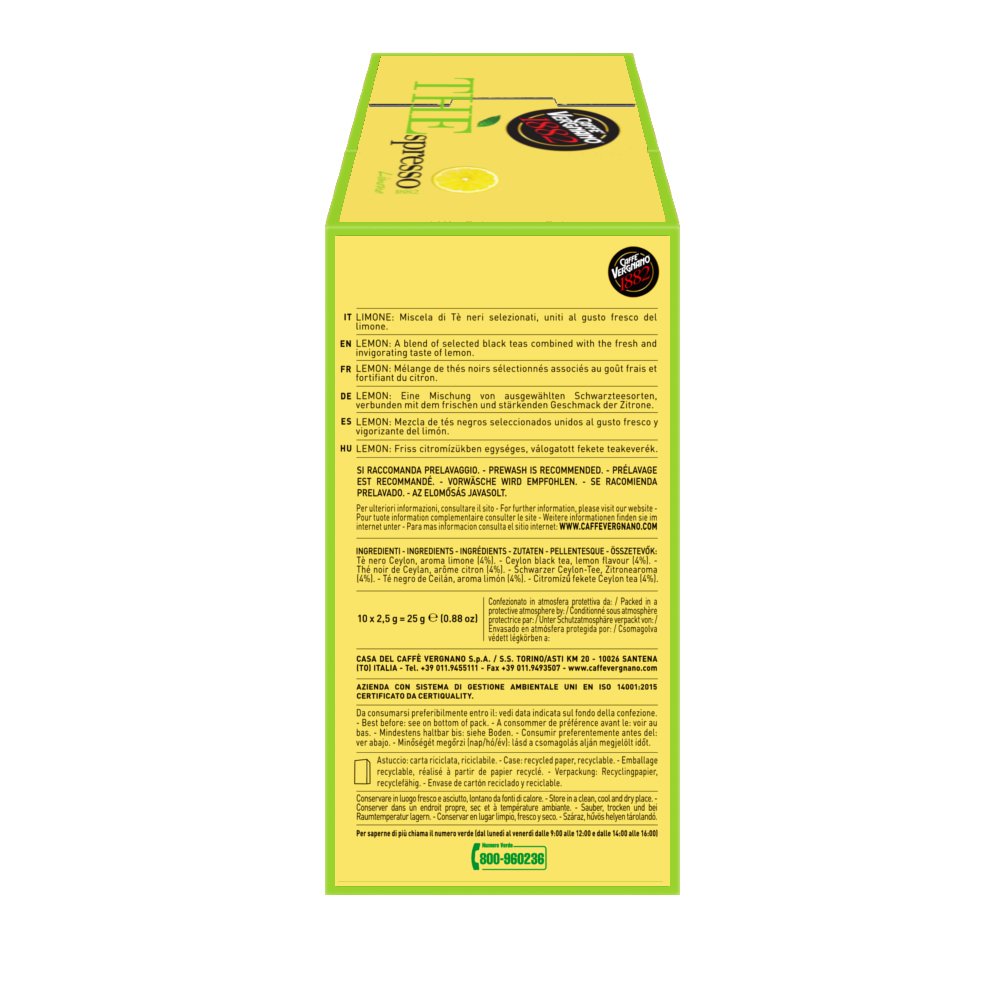 THÈ
spresso
Limone
CAFFÈ
VERGNANO
1882
CAFFÈ
VERGNANO
1882
IT LIMONE: Miscela di Tè neri selezionati, uniti al gusto fresco del
limone.
EN LEMON: A blend of selected black teas combined with the fresh and
invigorating taste of lemon.
FR LEMON: Mélange de thés noirs sélectionnés associés au goût frais et
fortifiant du citron.
DE LEMON: Eine Mischung von ausgewählten Schwarzteesorten,
verbunden mit dem frischen und stärkenden Geschmack der Zitrone.
ES LEMON: Mezcla de tés negros seleccionados unidos al gusto fresco y
vigorizante del limón.
HU LEMON: Friss citromízükben egységes, válogatott fekete teakeverék.
SI RACCOMANDA PRELAVAGGIO. - PREWASH IS RECOMMENDED. - PRÉLAVAGE
EST RECOMMANDÉ. - VORWÄSCHE WIRD EMPFOHLEN. - SE RACOMIENDA
PRELAVADO. - AZ ELOMŐSÁS JAVASOLT.
Per ulteriori informazioni, consultare il sito - For further information, please visit our website -
Pour tuote information complementaire consulter le site - Weitere informationen finden sie im
internet unter - Para mas informacion consulta el sitio internet: WWW.CAFFEVERGNANO.COM
INGREDIENTI - INGREDIENTS - INGRÉDIENTS - ZUTATEN - PELLENTESQUE - ÖSSZETEVŐK:
Tè nero Ceylon, aroma limone (4%). - Ceylon black tea, lemon flavour (4%). -
Thé noir de Ceylan, arôme citron (4%). - Schwarzer Ceylon-Tee, Zitronearoma
(4%). - Té negro de Ceilán, aroma limón (4%). - Citromízű fekete Ceylon tea (4%).
10 x 2,5 g = 25 g ℮ (0.88 oz)
Confezionato in atmosfera protettiva da: / Packed in a
protective atmosphere by: / Conditionné sous atmosphère
protectrice par: / Unter Schutzatmosphäre verpackt von: /
Envasado en atmósfera protegida por: / Csomagolva
védett légkörben a:
CASA DEL CAFFÈ VERGNANO S.p.A. / S.S. TORINO/ASTI KM 20 - 10026 SANTENA
(TO) ITALIA - Tel. +39 011.9455111 - Fax +39 011.9493507 - www.caffevergnano.com
AZIENDA CON SISTEMA DI GESTIONE AMBIENTALE UNI EN ISO 14001:2015
CERTIFICATO DA CERTIQUALITY.
Da consumarsi preferibilmente entro il: vedi data indicata sul fondo della confezione.
- Best before: see on bottom of pack. - A consommer de préférence avant le: voir au
bas. - Mindestens haltbar bis: siehe Boden. - Consumir preferentemente antes del:
ver abajo. - Minőségét megőrzi (nap/hó/év): lásd a csomagolás alján megjelölt időt.
Astuccio: carta riciclata, riciclabile. - Case: recycled paper, recyclable. - Emballage
recyclable, réalisé à partir de papier recyclé. - Verpackung: Recyclingpapier,
recyclefähig. - Envase de cartón reciclado y reciclable.
Conservare in luogo fresco e asciutto, lontano da fonti di calore. - Store in a clean, cool and dry place. -
Conserver dans un endroit propre, sec et à température ambiante. - Sauber, trocken und bei
Raumtemperatur lagern. - Conservar en lugar limpio, fresco y seco. - Száraz, hűvös helyen tárolandó.
Per saperne di più chiama il numero verde (dal lunedì al venerdì dalle 9:00 alle 12:00 e dalle 14:00 alle 16:00)
Numero Verde
800-960236